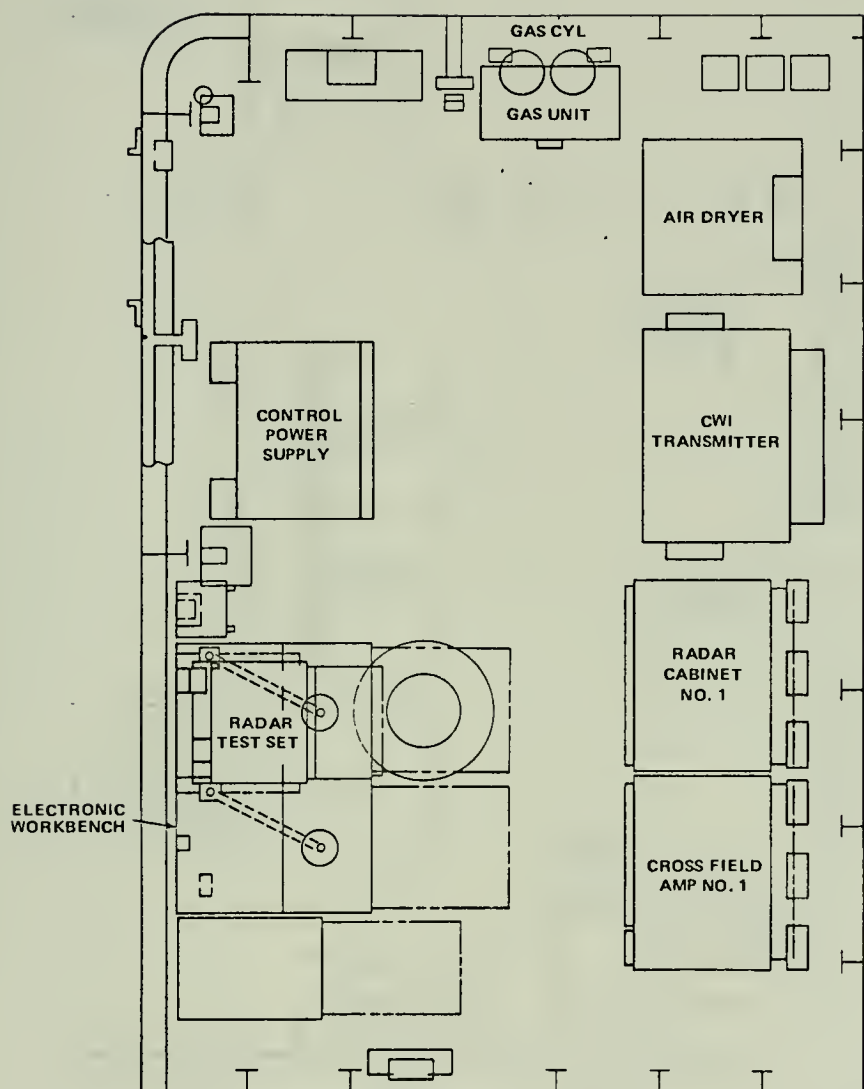 GAS CYL
GAS UNIT
AIR DRYER
CONTROL
POWER
SUPPLY
CWI
TRANSMITTER
RADAR
CABINET
NO. 1
RADAR
TEST SET
ELECTRONIC
WORKBENCH
CROSS FIELD
AMP NO. 1